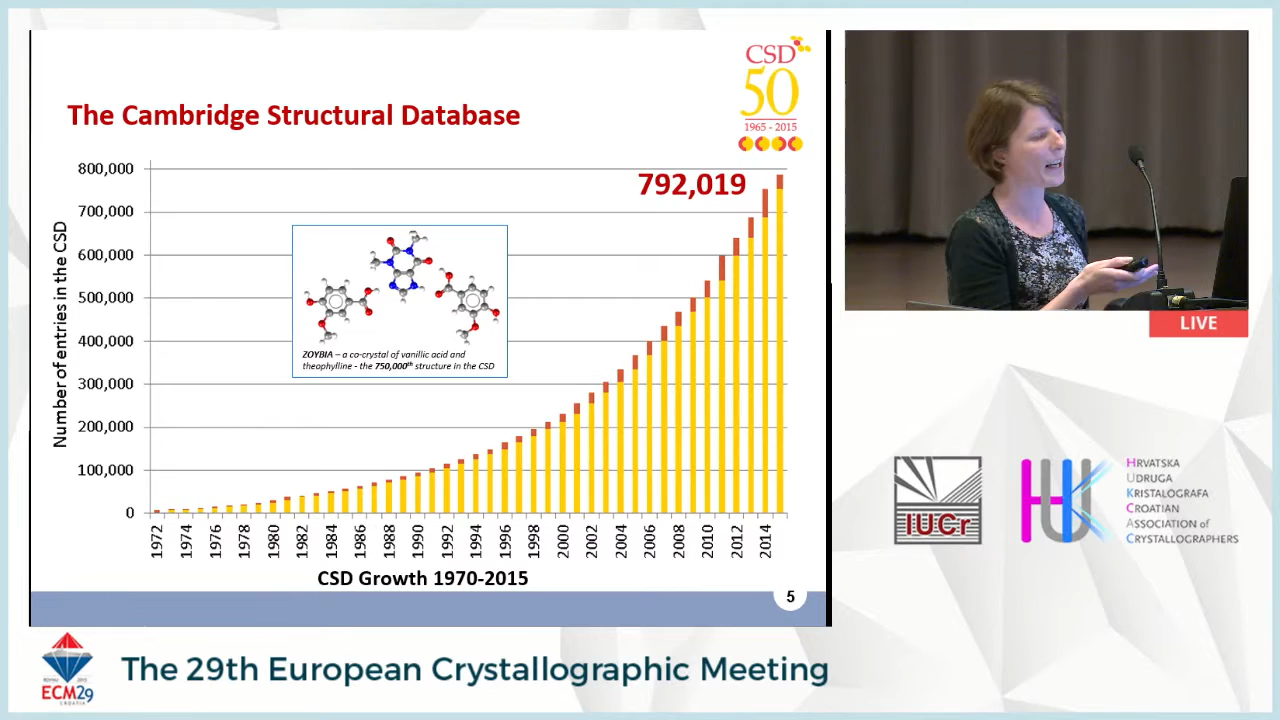 CSD
50
1965 - 2015
The Cambridge Structural Database
792,019
800,000
700,000
600,000
500,000
400,000
300,000
200,000
100,000
0
Number of entries in the CSD
ZOYBIA – a co-crystal of vanillic acid and
theophylline - the 750,000th structure in the CSD
1972
1974
1976
1978
1980
1982
1984
1986
1988
1990
1992
1994
1996
1998
2000
2002
2004
2006
2008
2010
2012
2014
CSD Growth 1970-2015
5
LIVE
IUCr
HUK
HRVATSKA
UDRUGA
KRISTALOGRAFA
CROATIAN
ASSOCIATION of
CRYSTALLOGRAPHERS
ECM29
CROATIA
The 29th European Crystallographic Meeting